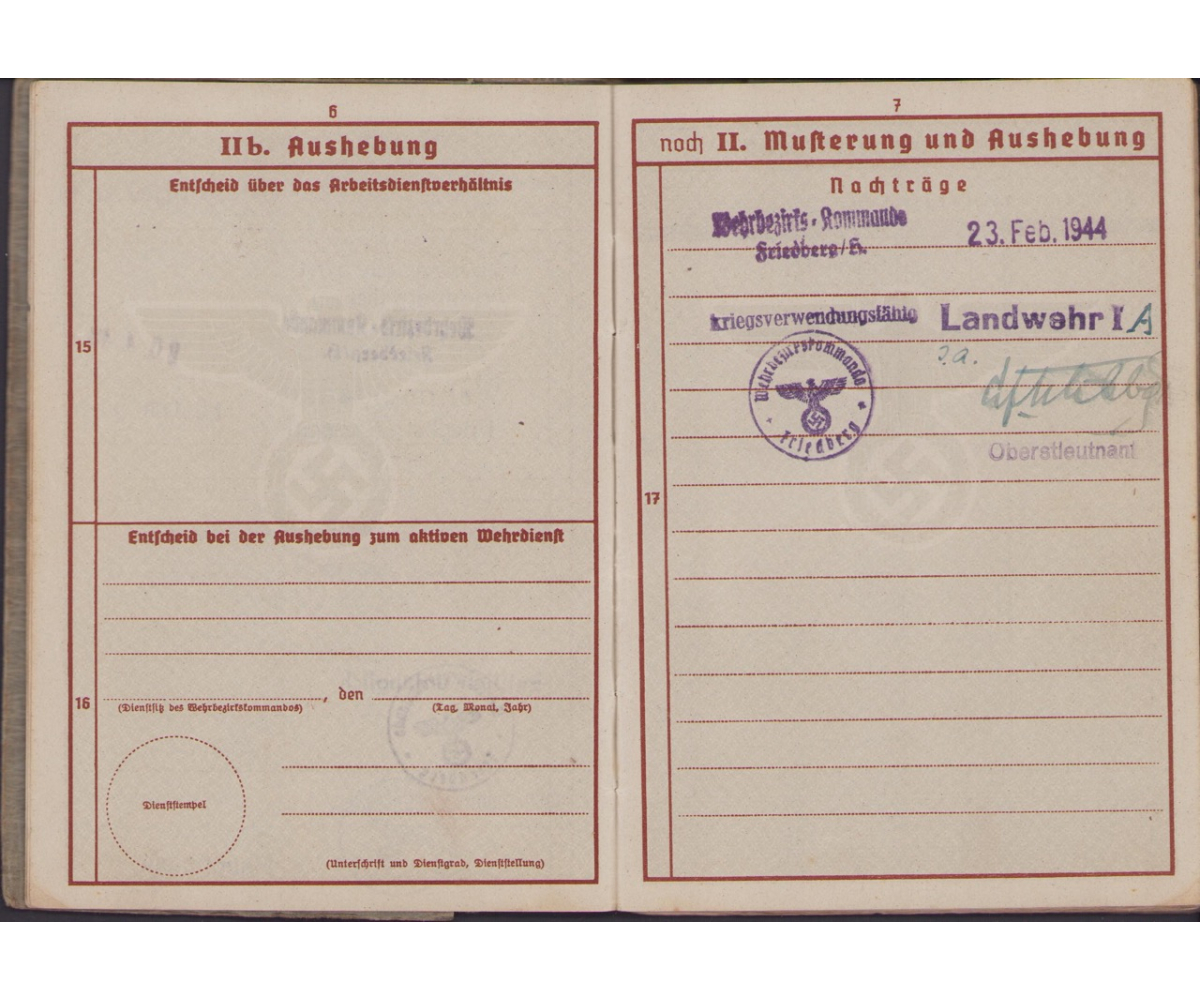 6
IIb. Aushebung
Entscheid über das Arbeitsdienstverhältnis
15
Entscheid bei der Aushebung zum aktiven Wehrdienst
16
, den
(Dienstsitz des Wehrbezirkskommandos) (Tag, Monat, Jahr)
Dienststempel
(Unterschrift und Dienstgrad, Dienststellung)
7
noch II. Musterung und Aushebung
Nachträge
Wehrbezirks-Kommando
Friedberg/H.
23. Feb. 1944
kriegsverwendungsfähig Landwehr I A
Wehrbezirkskommando
Friedberg
Oberstleutnant
17